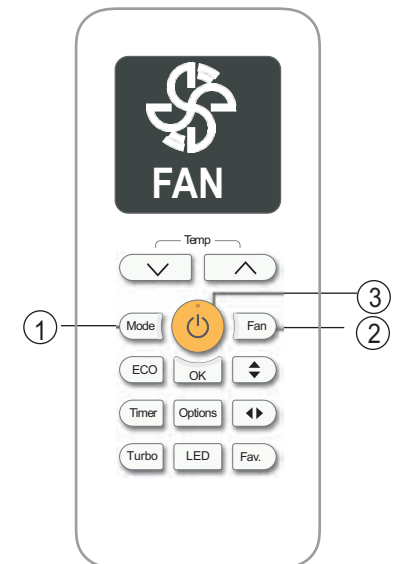 FAN
Temp
3
1
Mode
Fan
2
ECO
OK
Timer
Options
Turbo
LED
Fav.